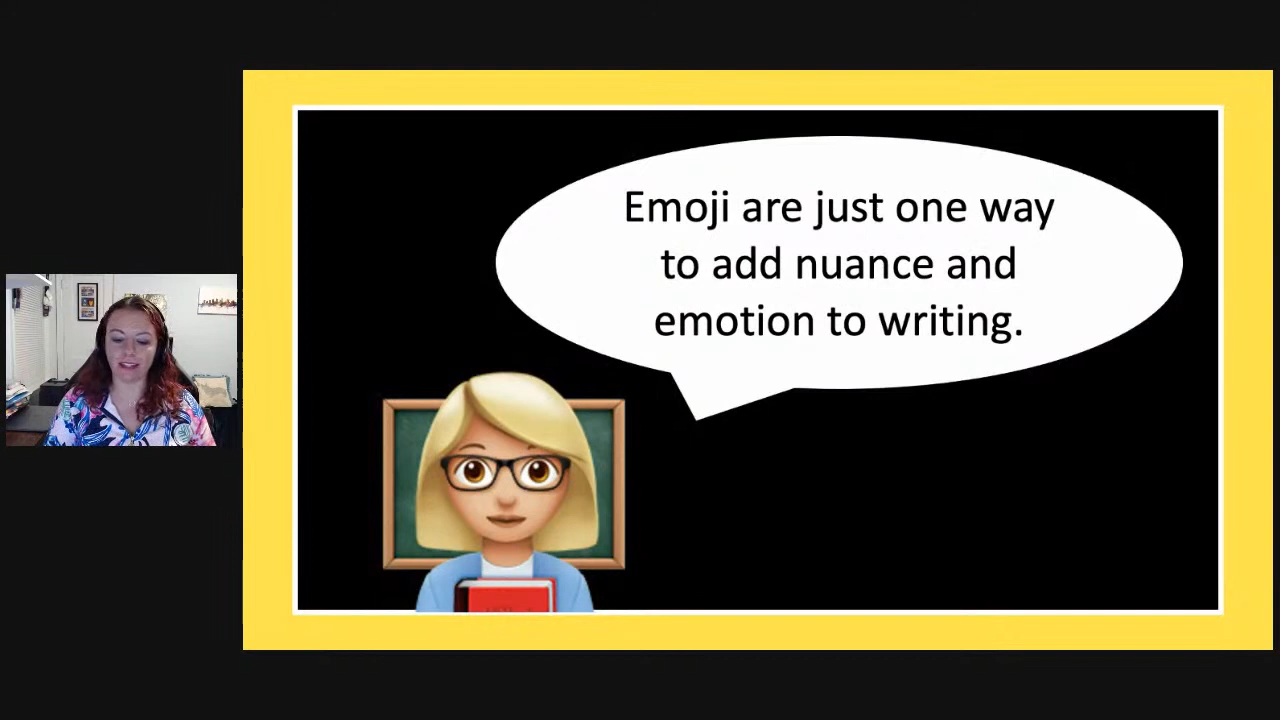 Emoji are just one way
to add nuance and
emotion to writing.